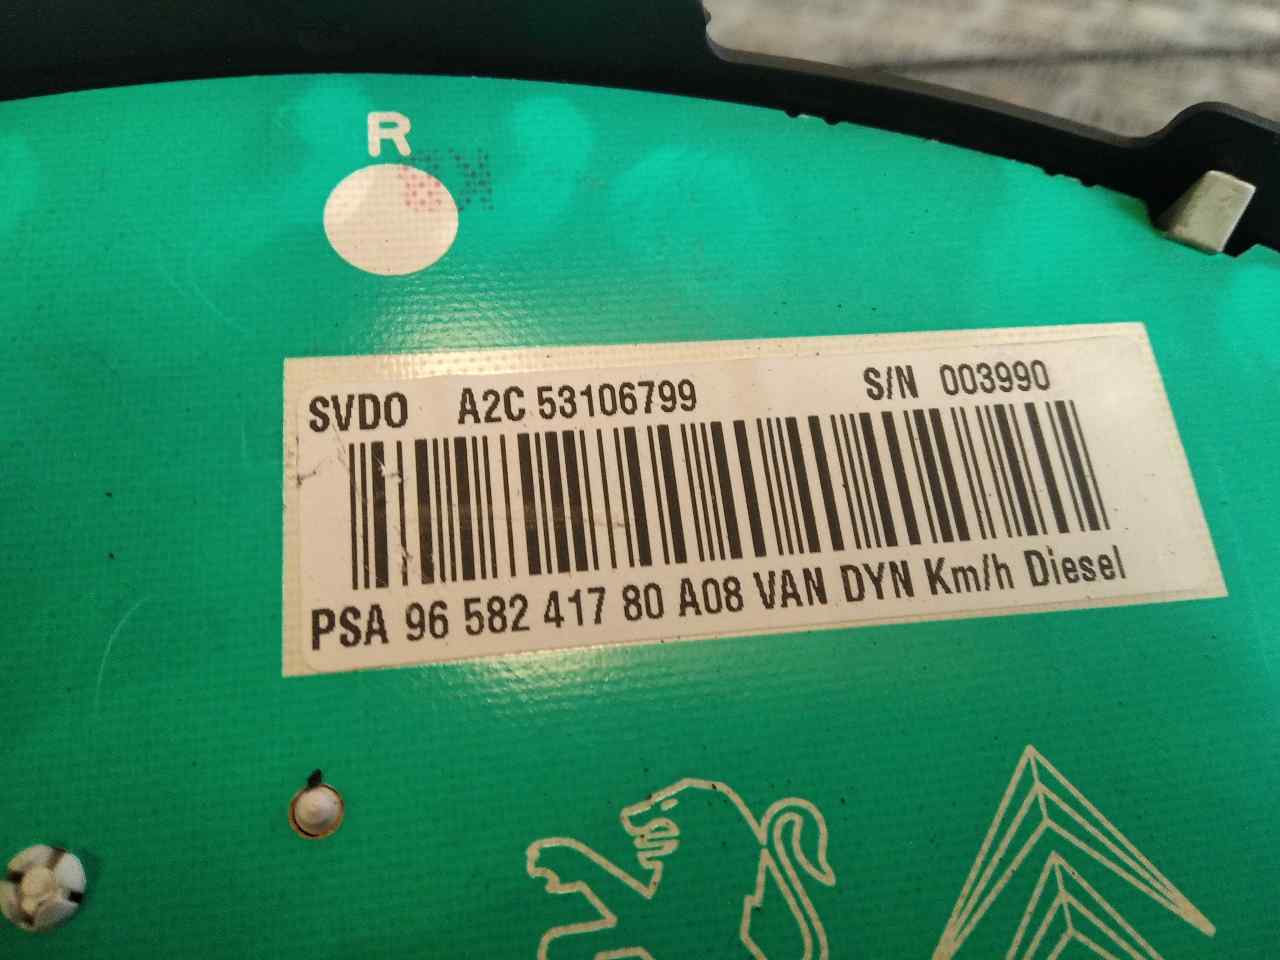 R
SVDO A2C 53106799 S/N 003990
PSA 96 582 417 80 A08 VAN DYN Km/h Diesel